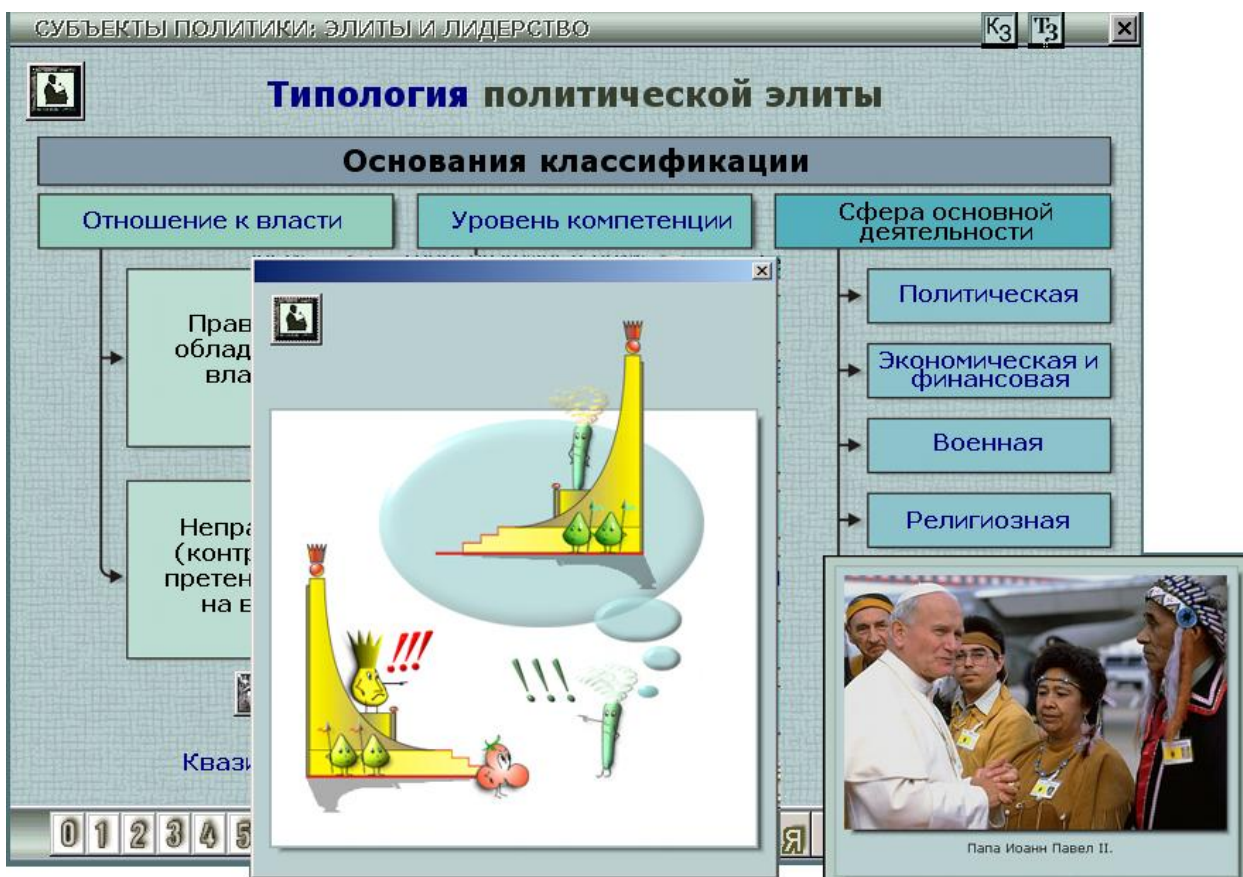 СУБЪЕКТЫ ПОЛИТИКИ: ЭЛИТЫ И ЛИДЕРСТВО
К3 Т3
Типология политической элиты
Основания классификации
Отношение к власти
Уровень компетенции
Сфера основной
деятельности
Прав
облад
вла
Непра
(контр
претен
на в
Квази
Политическая
Экономическая и
финансовая
Военная
Религиозная
!!!
!!!
0 1 2 3 4 5
Я
Папа Иоанн Павел II.